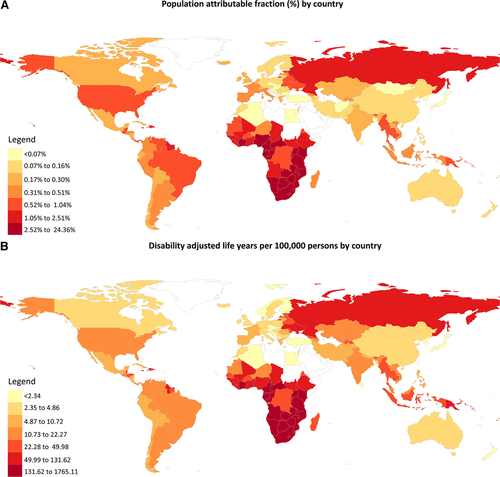 A
Population attributable fraction (%) by country
Legend
<0.07%
0.07% to 0.16%
0.17% to 0.30%
0.31% to 0.51%
0.52% to 1.04%
1.05% to 2.51%
2.52% to 24.36%
B
Disability adjusted life years per 100,000 persons by country
Legend
<2.34
2.35 to 4.86
4.87 to 10.72
10.73 to 22.27
22.28 to 49.98
49.99 to 131.62
131.62 to 1765.11